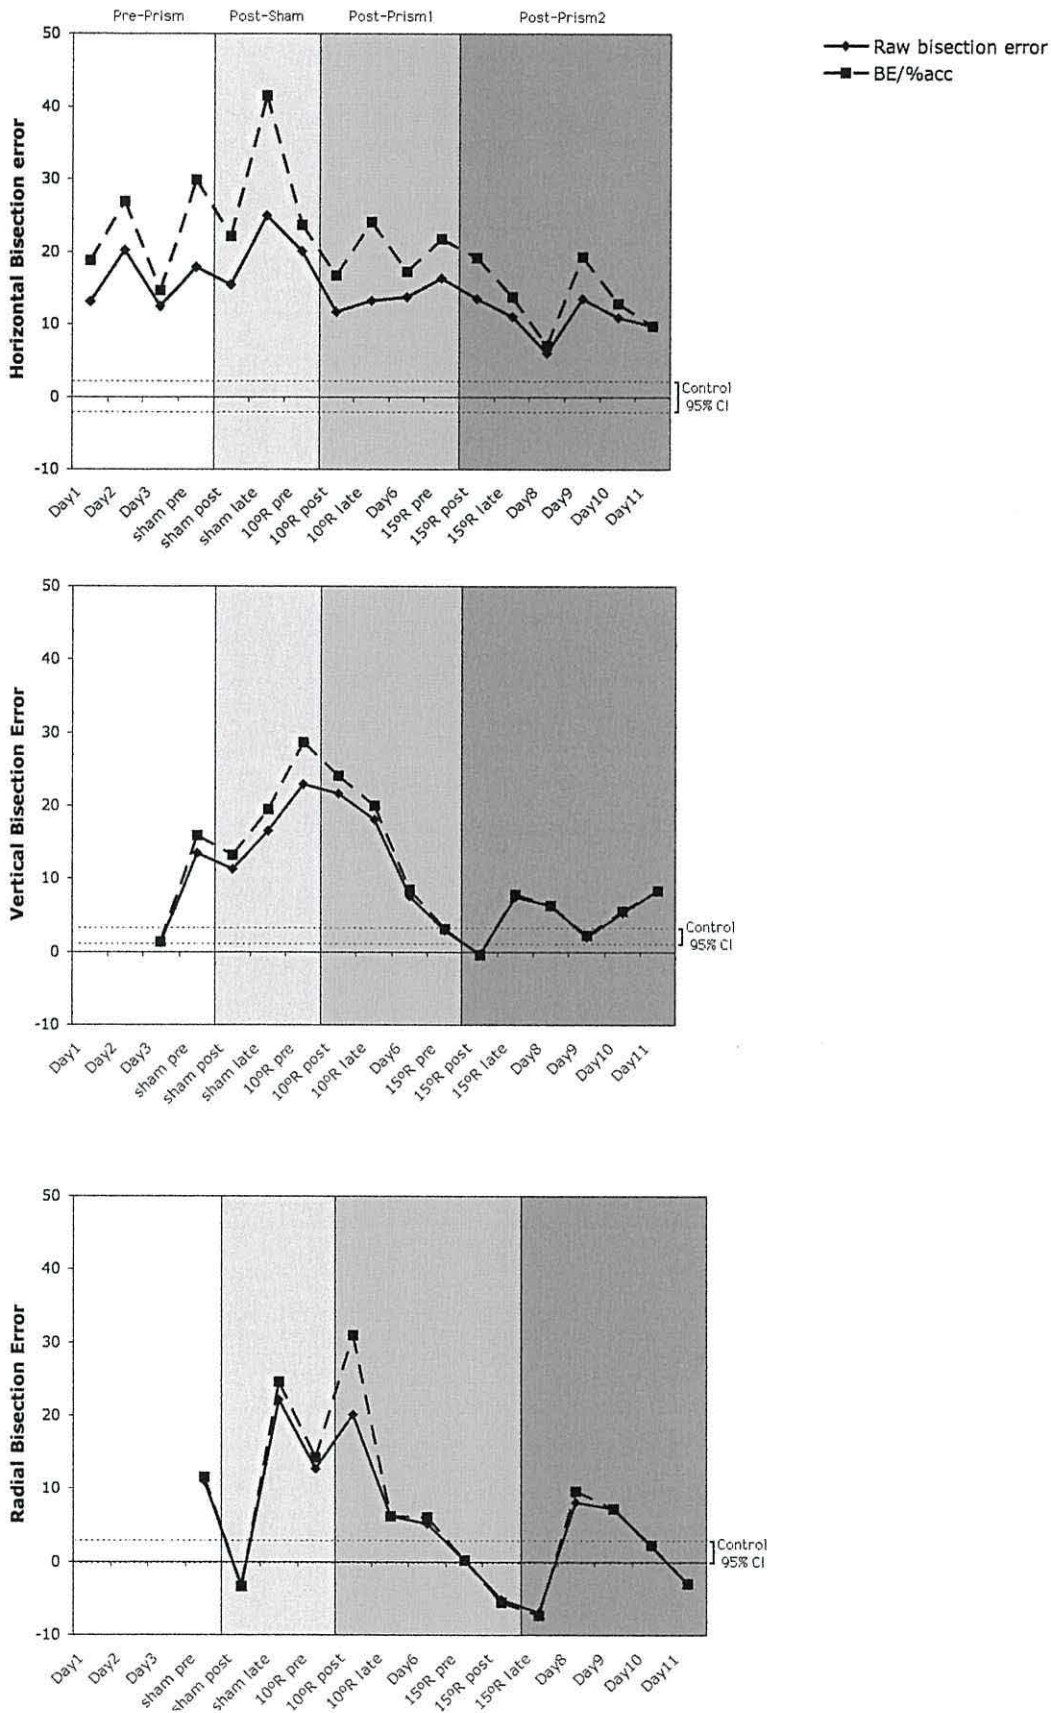 Pre-Prism Post-Sham Post-Prism1 Post-Prism2
Raw bisection error
BE/%acc
Horizontal Bisection error
50
40
30
20
10
0
-10
Control
95% CI
Day1
Day2
Day3
sham pre
sham post
sham late
10ºR pre
10ºR post
10ºR late
Day6
15ºR pre
15ºR post
15ºR late
Day8
Day9
Day10
Day11
Vertical Bisection Error
50
40
30
20
10
0
-10
Control
95% CI
Day1
Day2
Day3
sham pre
sham post
sham late
10ºR pre
10ºR post
10ºR late
Day6
15ºR pre
15ºR post
15ºR late
Day8
Day9
Day10
Day11
Radial Bisection Error
50
40
30
20
10
0
-10
Control
95% CI
Day1
Day2
Day3
sham pre
sham post
sham late
10ºR pre
10ºR post
10ºR late
Day6
15ºR pre
15ºR post
15ºR late
Day8
Day9
Day10
Day11